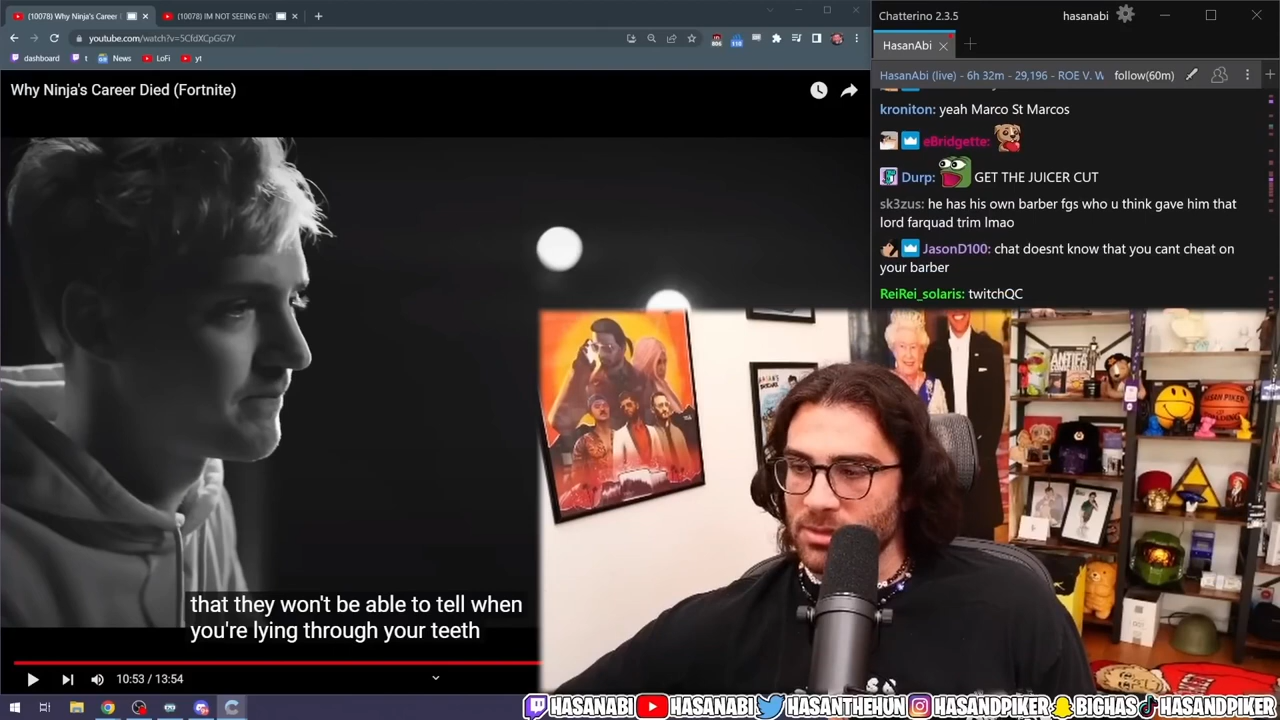 (10078) Why Ninja's Career I
(10078) IM NOT SEEING EN
youtube.com/watch?v=5CfdXCpGG7Y
dashboard
t
News
LoFi
yt
Why Ninja's Career Died (Fortnite)
that they won't be able to tell when
you're lying through your teeth
10:53 / 13:54
Chatterino 2.3.5
hasanabi
HasanAbi
HasanAbi (live) - 6h 32m - 29,196 - ROE V. W
follow(60m)
kroniton: yeah Marco St Marcos
eBridgette:
Durp: GET THE JUICER CUT
sk3zus: he has his own barber fgs who u think gave him that
lord farquad trim lmao
JasonD100: chat doesnt know that you cant cheat on
your barber
ReiRei_solaris: twitchQC
ANTIFA
HASAN PIKER
SPALDING
HASANABI
HASANABI
HASANTHEHUN
HASANDPIKER
BIGHAS
HASANDPIKER